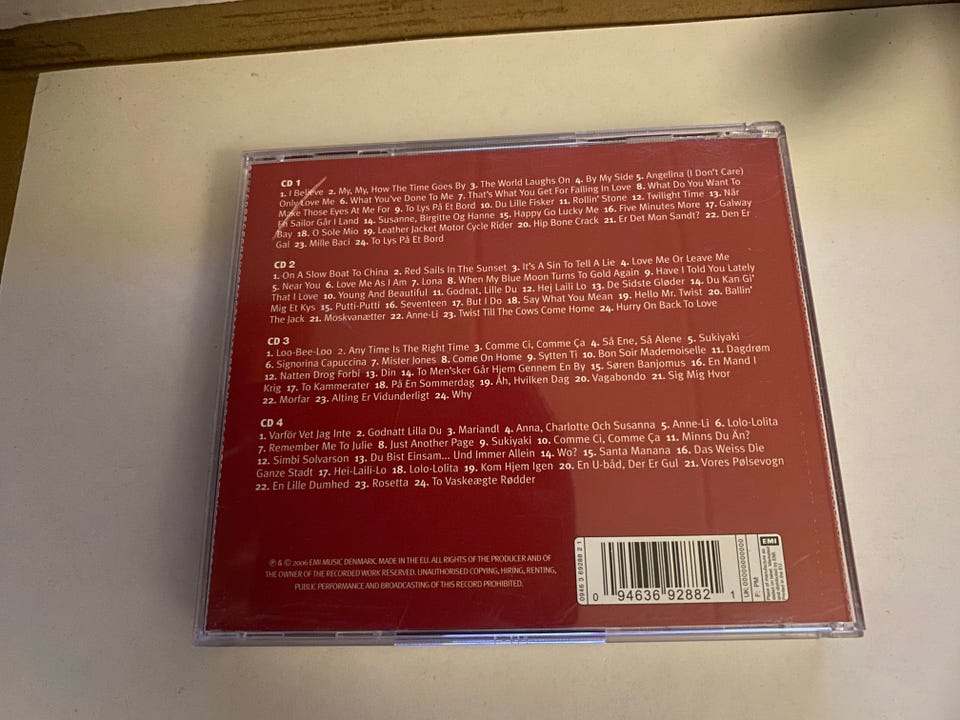 CD 1
1. I Believe 2. My, My, How The Time Goes By 3. The World Laughs On 4. By My Side 5. Angelina (I Don't Care)
Only Love Me 6. What You've Done To Me 7. That's What You Get For Falling In Love 8. What Do You Want To
Make Those Eyes At Me For 9. To Lys På Et Bord 10. Du Lille Fisker 11. Rollin' Stone 12. Twilight Time 13. Når
En Sailor Går I Land 14. Susanne, Birgitte Og Hanne 15. Happy Go Lucky Me 16. Five Minutes More 17. Galway
Bay 18. O Sole Mio 19. Leather Jacket Motor Cycle Rider 20. Hip Bone Crack 21. Er Det Mon Sandt? 22. Den Er
Gal 23. Mille Baci 24. To Lys På Et Bord
CD 2
1. On A Slow Boat To China 2. Red Sails In The Sunset 3. It's A Sin To Tell A Lie 4. Love Me Or Leave Me
5. Near You 6. Love Me As I Am 7. Lona 8. When My Blue Moon Turns To Gold Again 9. Have I Told You Lately
That I Love 10. Young And Beautiful 11. Godnat, Lille Du 12. Hej Laili Lo 13. De Sidste Gløder 14. Du Kan Gi'
Mig Et Kys 15. Putti-Putti 16. Seventeen 17. But I Do 18. Say What You Mean 19. Hello Mr. Twist 20. Ballin'
The Jack 21. Moskvanætter 22. Anne-Li 23. Twist Till The Cows Come Home 24. Hurry On Back To Love
CD 3
1. Loo-Bee-Loo 2. Any Time Is The Right Time 3. Comme Ci, Comme Ça 4. Så Ene, Så Alene 5. Sukiyaki
6. Signorina Capuccina 7. Mister Jones 8. Come On Home 9. Sytten Ti 10. Bon Soir Mademoiselle 11. Dagdrøm
12. Natten Drog Forbi 13. Din 14. To Men'sker Går Hjem Gennem En By 15. Søren Banjomus 16. En Mand I
Krig 17. To Kammerater 18. På En Sommerdag 19. Åh, Hvilken Dag 20. Vagabondo 21. Sig Mig Hvor
22. Morfar 23. Alting Er Vidunderligt 24. Why
CD 4
1. Varför Vet Jag Inte 2. Godnatt Lilla Du 3. Mariandl 4. Anna, Charlotte Och Susanna 5. Anne-Li 6. Lolo-Lolita
7. Remember Me To Julie 8. Just Another Page 9. Sukiyaki 10. Comme Ci, Comme Ça 11. Minns Du Än?
12. Simbi Solvarson 13. Du Bist Einsam... Und Immer Allein 14. Wo? 15. Santa Manana 16. Das Weiss Die
Ganze Stadt 17. Hei-Laili-Lo 18. Lolo-Lolita 19. Kom Hjem Igen 20. En U-båd, Der Er Gul 21. Vores Pølsevogn
22. En Lille Dumhed 23. Rosetta 24. To Vaskeægte Rødder
℗ & © 2006 EMI MUSIC DENMARK. MADE IN THE EU. ALL RIGHTS OF THE PRODUCER AND OF
THE OWNER OF THE RECORDED WORK RESERVED. UNAUTHORISED COPYING, HIRING, RENTING,
PUBLIC PERFORMANCE AND BROADCASTING OF THIS RECORD PROHIBITED.
0946 3 69288 2 1
0 94636 92882 1
UK:00000000000
F: PM
EMI